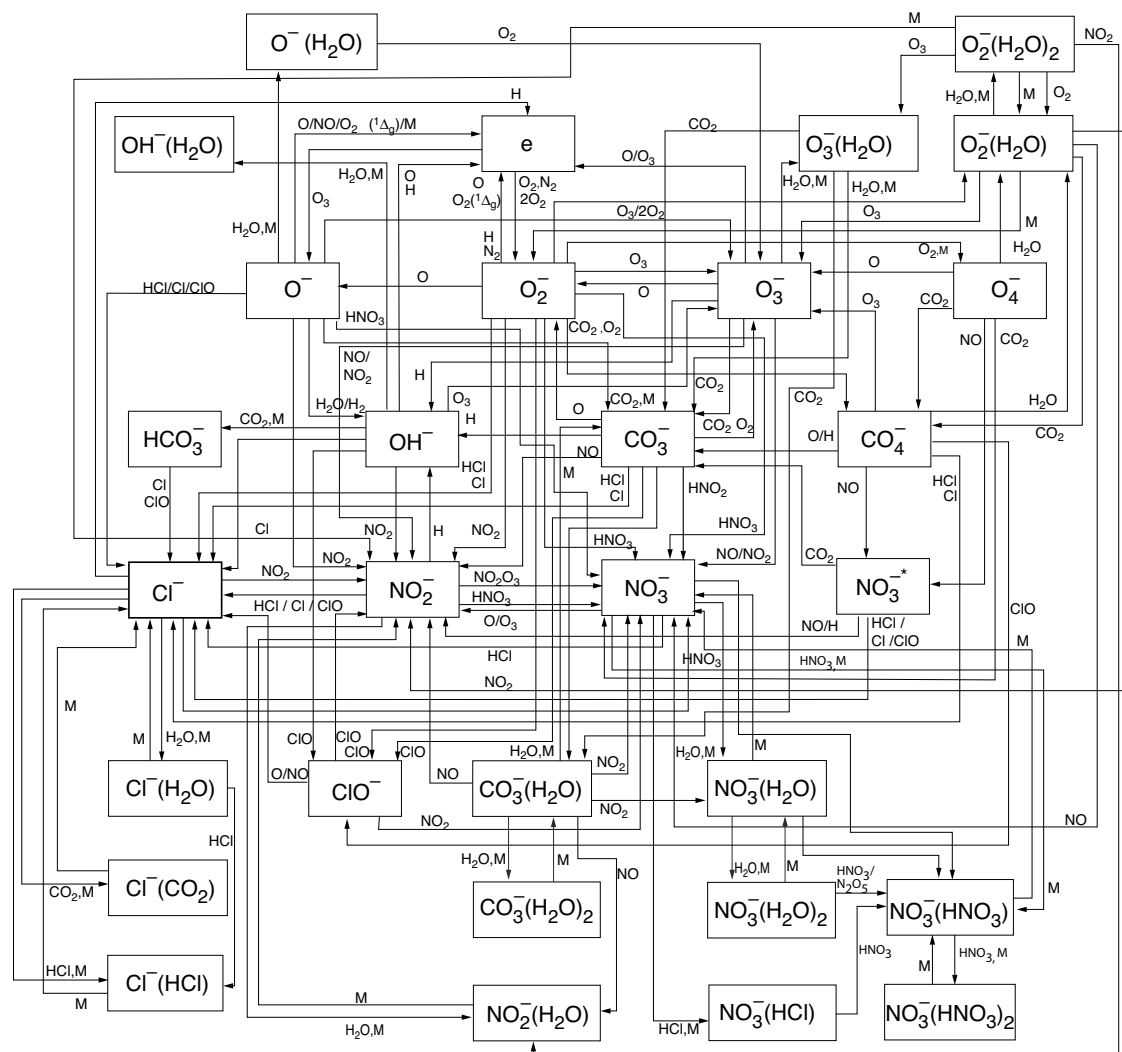 M
NO₂
O⁻(H₂O)
O₂
O₂⁻(H₂O)₂
O₃
H
H₂O,M
M
O₂
O/NO/O₂ (¹Δg)/M
CO₂
OH⁻(H₂O)
e
O₃⁻(H₂O)
O₂⁻(H₂O)
O/O₃
H₂O,M
O
H
O
O₂(¹Δg)
O₂,N₂
2O₂
H₂O,M
H₂O,M
O₃
H₂O,M
O₃/2O₂
O₃
M
H
N₂
O₂,M
H₂O
HCl/Cl/ClO
O⁻
O
O₂⁻
O₃
O
O₃⁻
O
O₄⁻
CO₂
HNO₃
CO₂,O₂
O₃
NO
CO₂
NO/
NO₂
H
CO₂
CO₂
H₂O/H₂
O₃
CO₂,M
H₂O
HCO₃⁻
CO₂,M
OH⁻
H
O
CO₃⁻
CO₂
O₂
O/H
CO₄⁻
CO₂
NO
M
HCl
Cl
HCl
Cl
HNO₂
NO
HCl
Cl
Cl
ClO
Cl
NO₂
H
NO₂
HNO₃
HNO₃
NO₂
NO/NO₂
CO₂
Cl⁻
NO₂
NO₂⁻
NO₂O₃
NO₃⁻
NO₃⁻*
HCl / Cl / ClO
HNO₃
O/O₃
NO/H
HCl /
Cl /ClO
ClO
HCl
HNO₃
HNO₃,M
M
M
NO₂
M
H₂O,M
ClO
ClO
ClO
ClO
H₂O,M
NO₂
H₂O,M
M
O/NO
Cl⁻(H₂O)
ClO⁻
NO
CO₃⁻(H₂O)
NO₂
NO₃⁻(H₂O)
HCl
NO₂
NO
H₂O,M
M
NO
H₂O,M
M
HNO₃/
N₂O₅
M
CO₂,M
Cl⁻(CO₂)
CO₃⁻(H₂O)₂
NO₃⁻(H₂O)₂
NO₃⁻(HNO₃)
HCl,M
Cl⁻(HCl)
M
HNO₃
M
HNO₃,M
M
NO₂⁻(H₂O)
H₂O,M
HCl,M
NO₃⁻(HCl)
NO₃⁻(HNO₃)₂